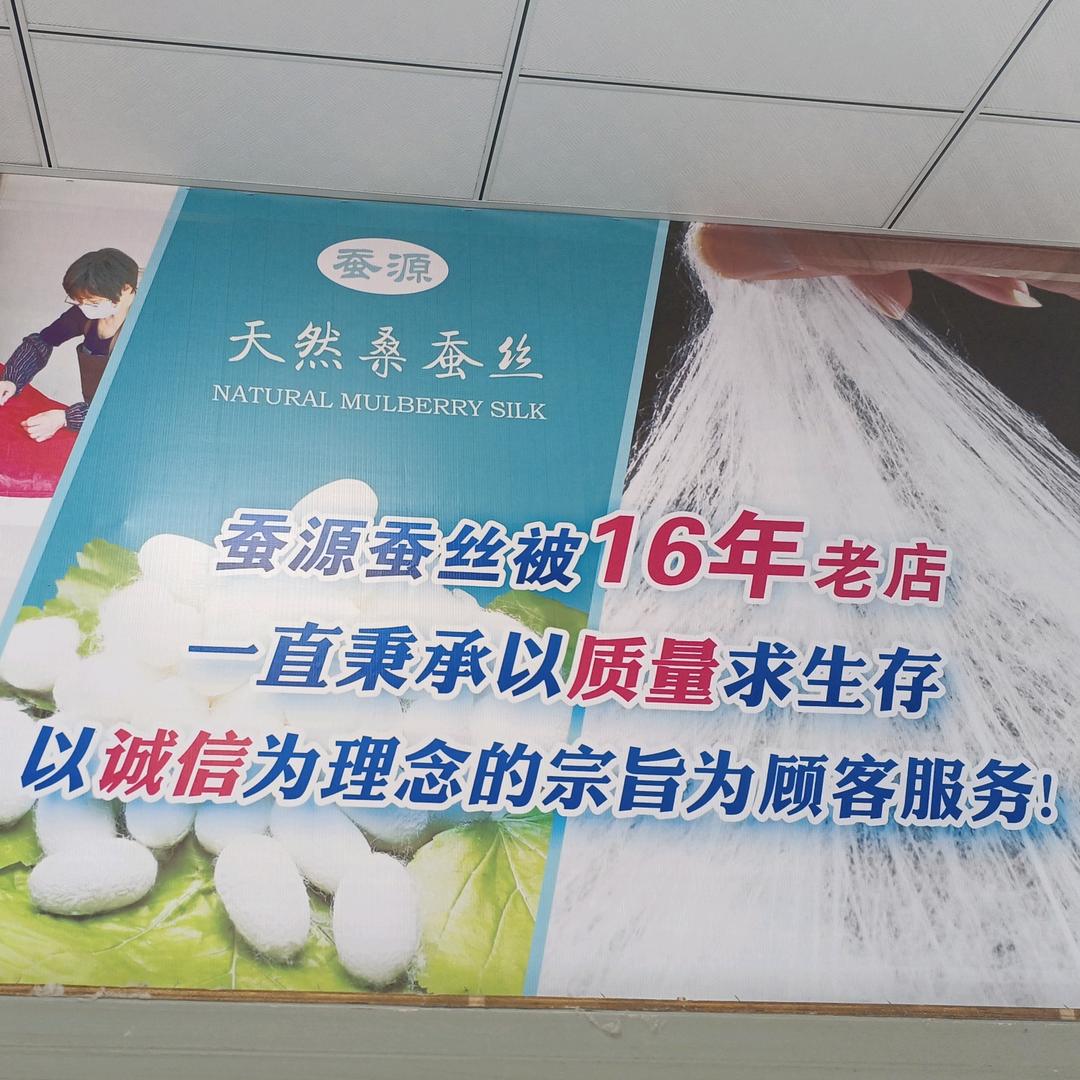 蚕源
天然桑蚕丝
NATURAL MULBERRY SILK
蚕源蚕丝被16年老店
一直秉承以质量求生存
以诚信为理念的宗旨为顾客服务!